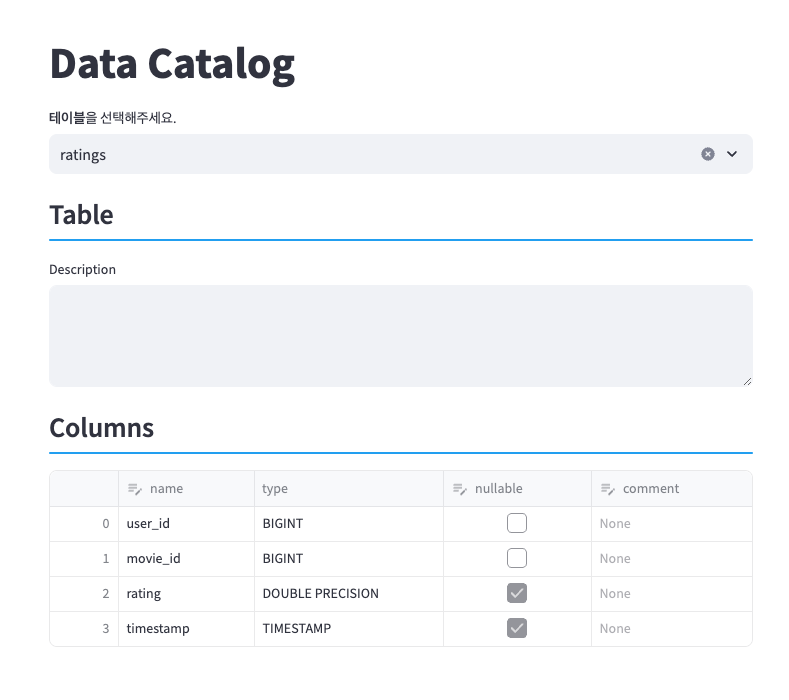 Data Catalog
테이블을 선택해주세요.
ratings
Table
Description
Columns
name type nullable comment
0 user_id BIGINT None
1 movie_id BIGINT None
2 rating DOUBLE PRECISION None
3 timestamp TIMESTAMP None